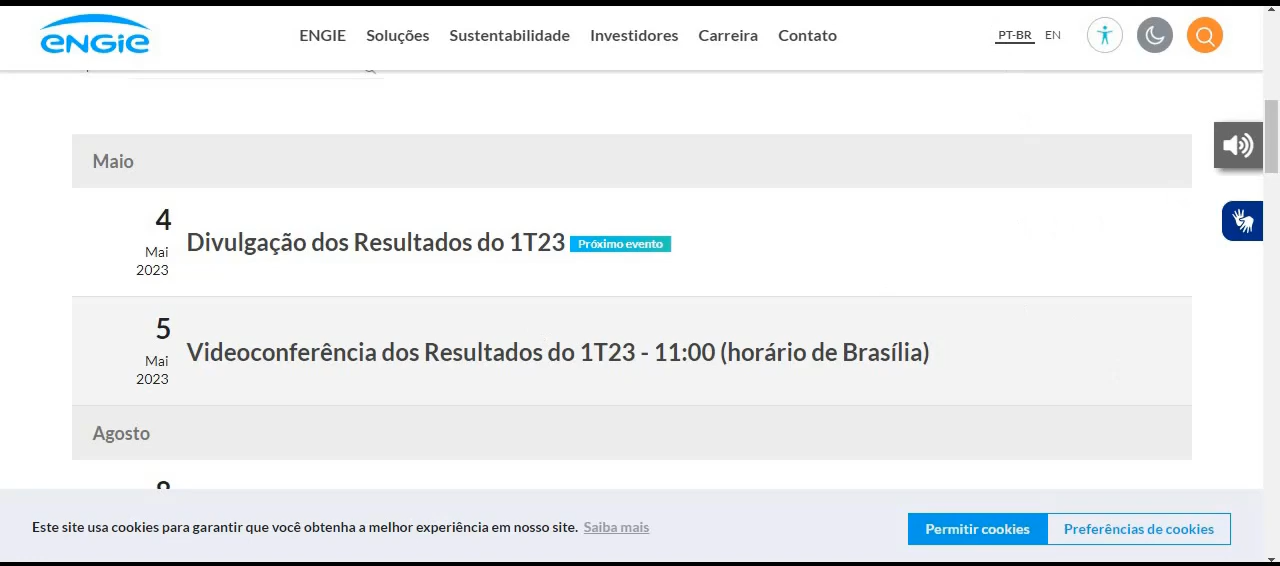 ENGIE
ENGIE Soluções Sustentabilidade Investidores Carreira Contato PT-BR EN
Maio
4
Mai
2023
Divulgação dos Resultados do 1T23 Próximo evento
5
Mai
2023
Videoconferência dos Resultados do 1T23 - 11:00 (horário de Brasília)
Agosto
Este site usa cookies para garantir que você obtenha a melhor experiência em nosso site. Saiba mais
Permitir cookies Preferências de cookies